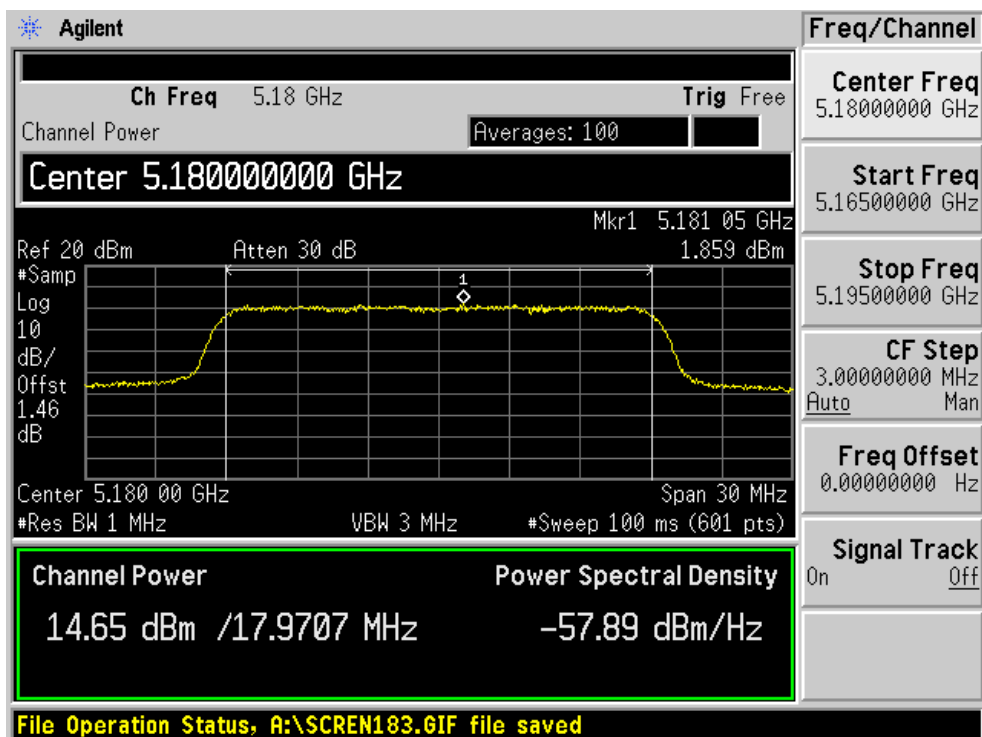 Agilent
Freq/Channel
Ch Freq 5.18 GHz Trig Free
Channel Power Averages: 100
Center 5.180000000 GHz
Mkr1 5.181 05 GHz
Ref 20 dBm Atten 30 dB 1.859 dBm
#Samp
Log
10
dB/
Offst
1.46
dB
1
Center 5.180 00 GHz Span 30 MHz
#Res BW 1 MHz VBW 3 MHz #Sweep 100 ms (601 pts)
Channel Power Power Spectral Density
14.65 dBm /17.9707 MHz -57.89 dBm/Hz
Center Freq
5.18000000 GHz
Start Freq
5.16500000 GHz
Stop Freq
5.19500000 GHz
CF Step
3.00000000 MHz
Auto Man
Freq Offset
0.00000000 Hz
Signal Track
On Off
File Operation Status, A:\SCREN183.GIF file saved